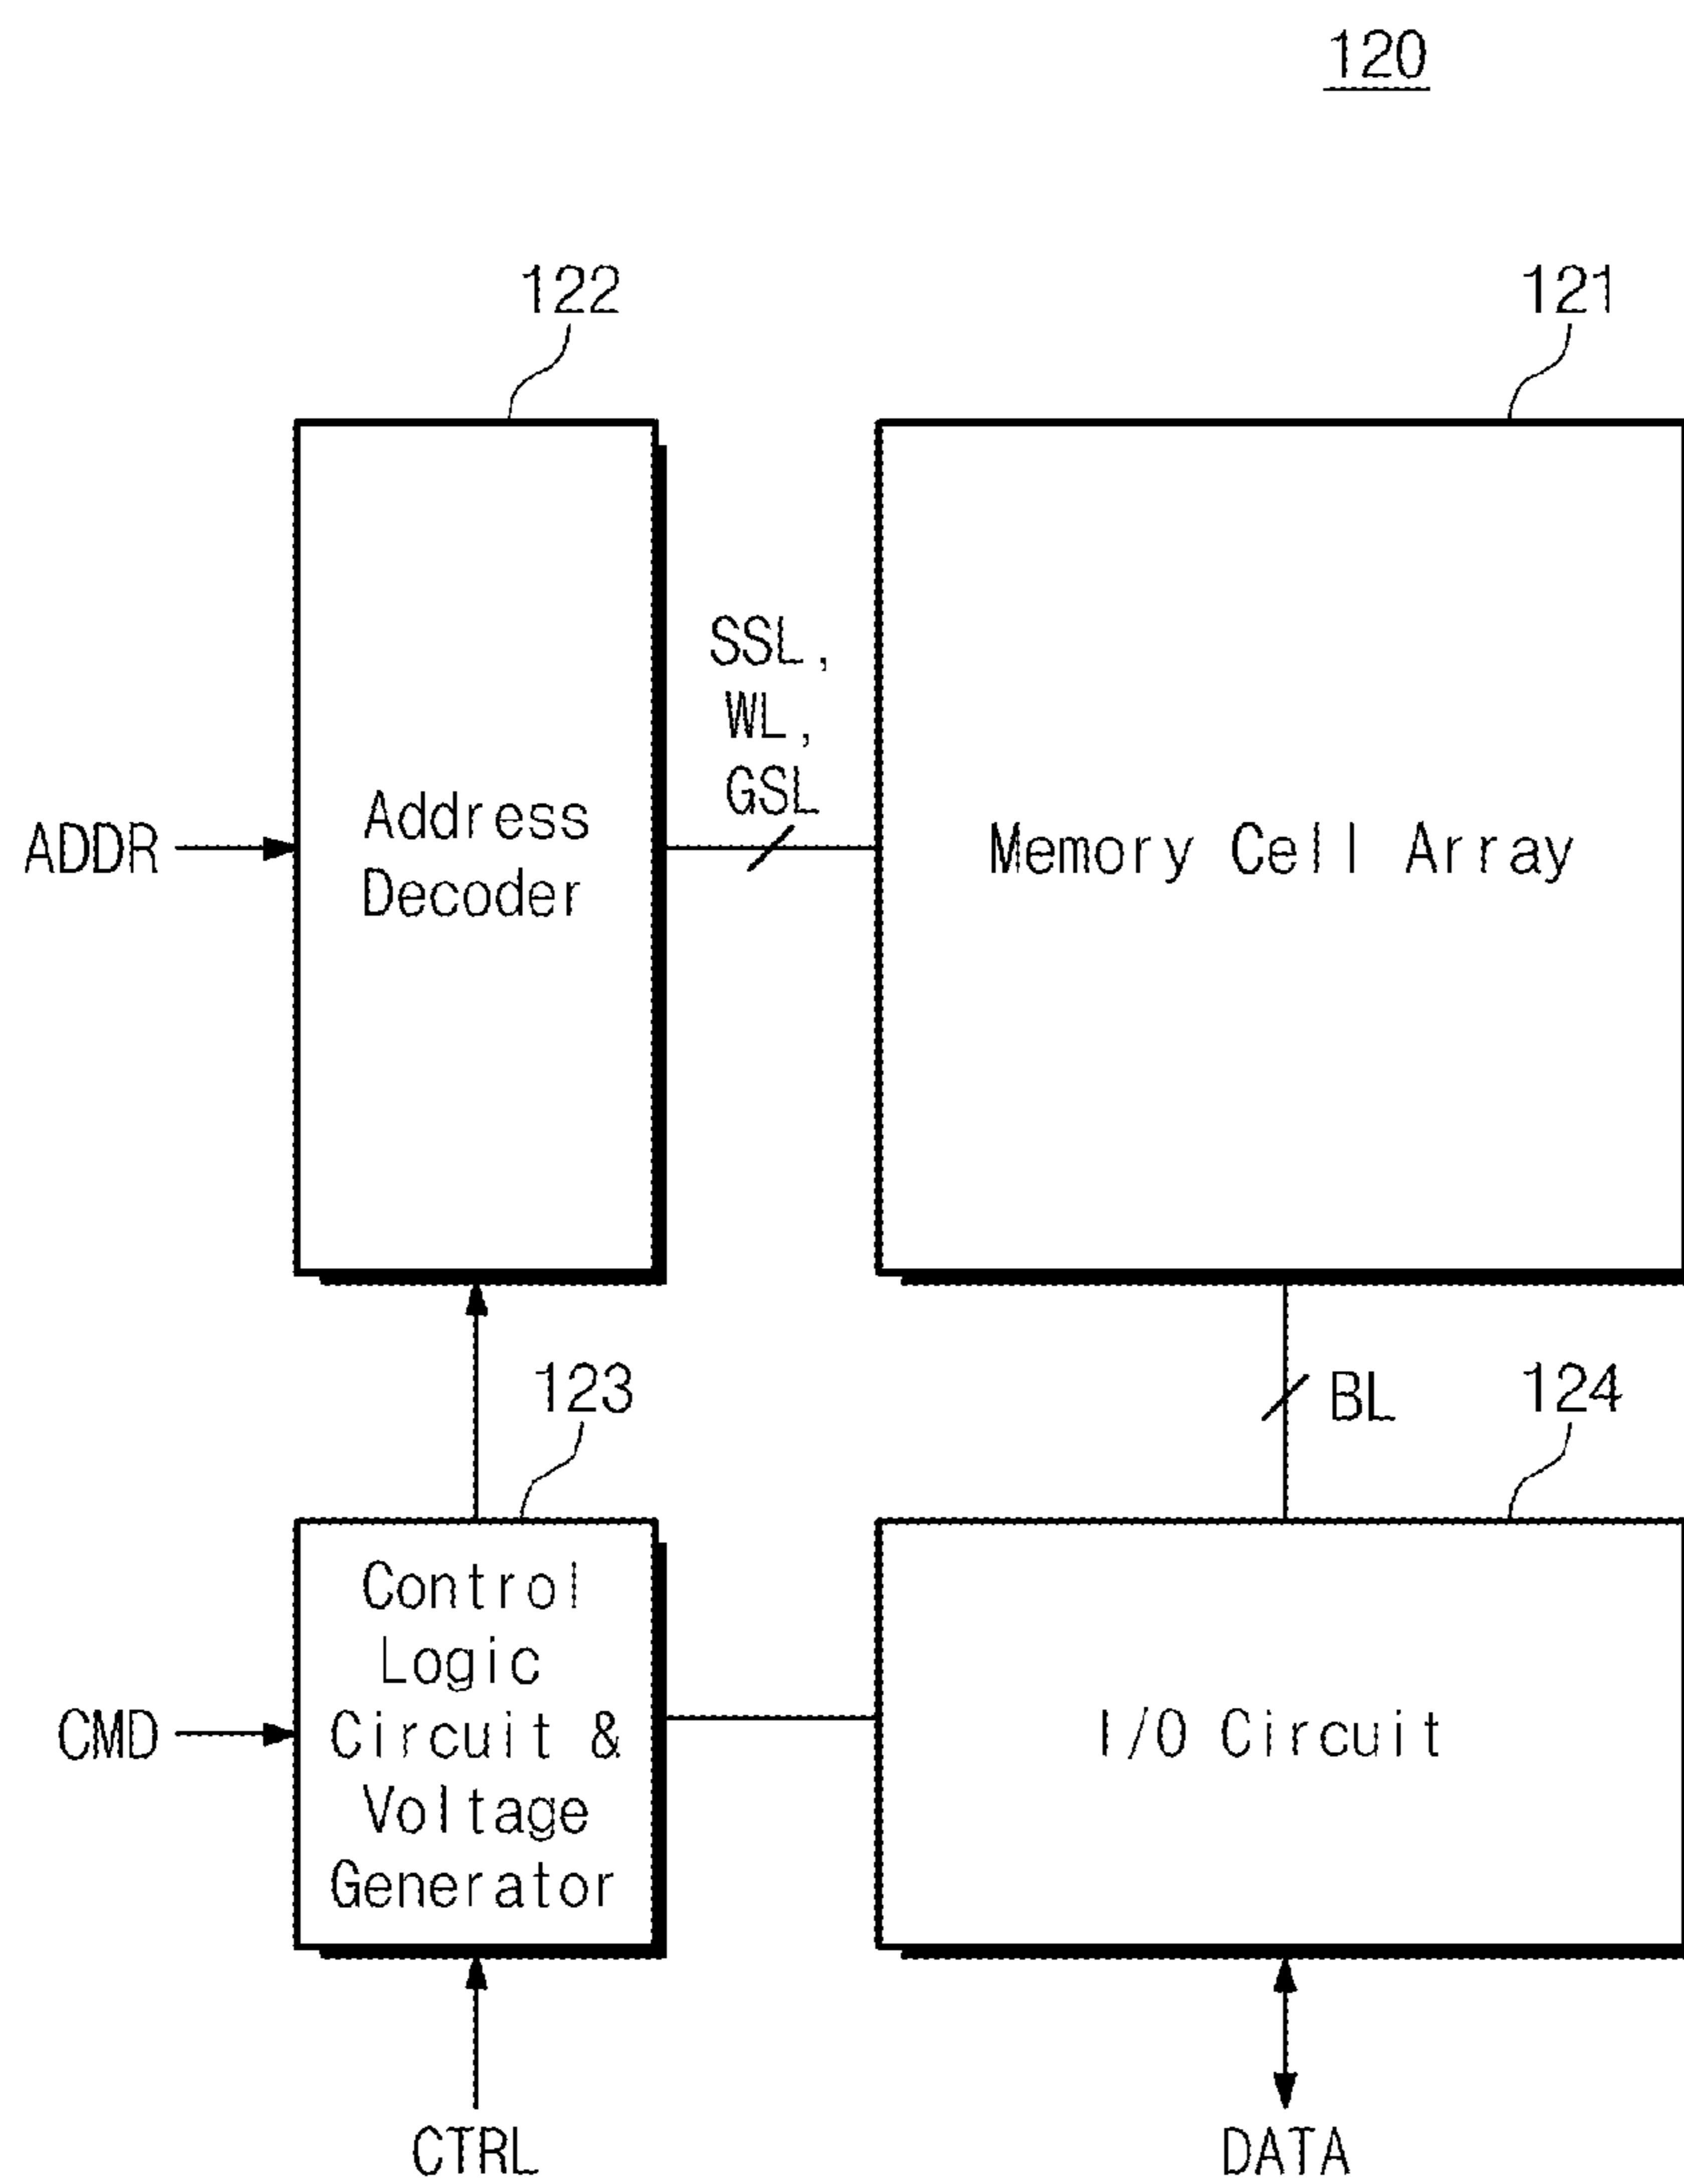 120
122
121
SSL,
WL,
GSL
ADDR
Address
Decoder
Memory Cell Array
123
BL
124
Control
Logic
Circuit &
Voltage
Generator
CMD
I/O Circuit
CTRL
DATA